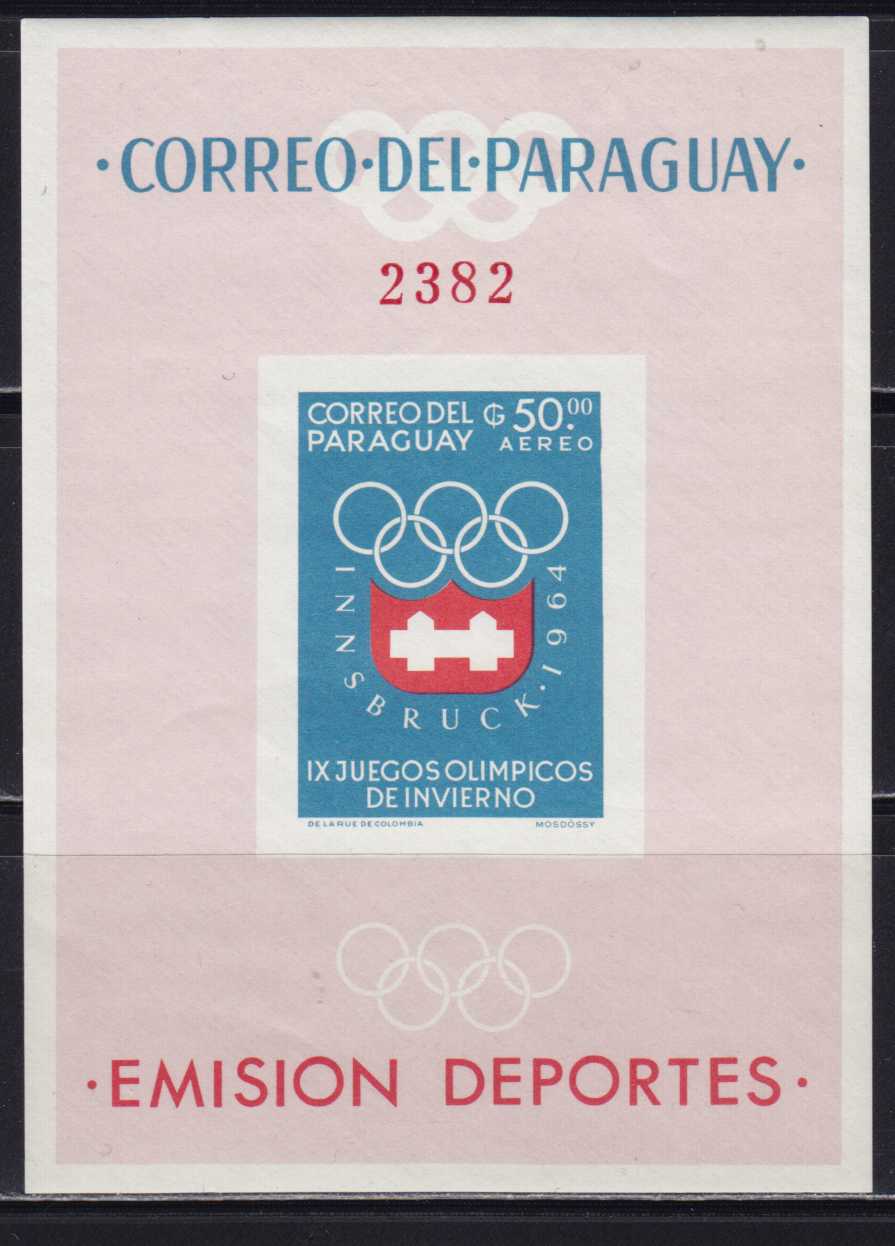 ·CORREO·DEL·PARAGUAY·
2382
CORREO DEL PARAGUAY
₲ 50.00
AEREO
INNSBRUCK·1964
IX JUEGOS OLIMPICOS
DE INVIERNO
DE LA RUE DE COLOMBIA MOSDÓSSY
·EMISION DEPORTES·